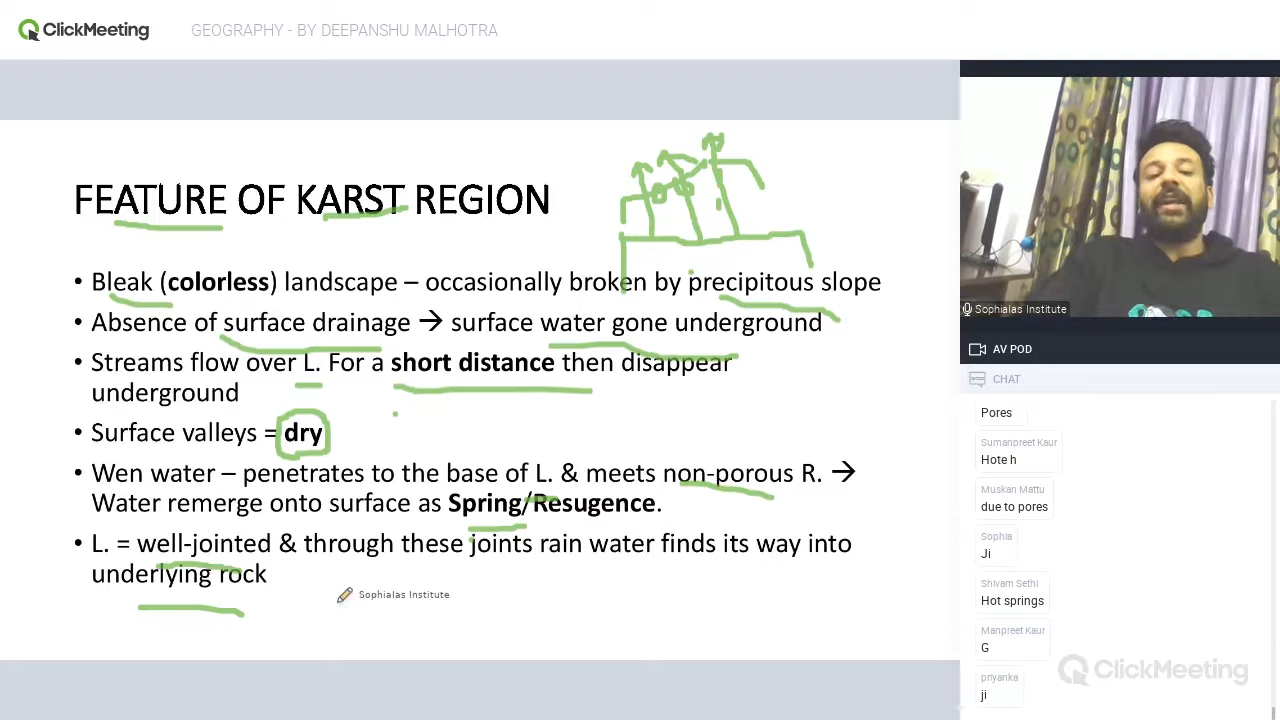 ClickMeeting
GEOGRAPHY - BY DEEPANSHU MALHOTRA
FEATURE OF KARST REGION
• Bleak (colorless) landscape – occasionally broken by precipitous slope
• Absence of surface drainage → surface water gone underground
• Streams flow over L. For a short distance then disappear
underground
• Surface valleys = dry
• Wen water – penetrates to the base of L. & meets non-porous R. →
Water remerge onto surface as Spring/Resugence.
• L. = well-jointed & through these joints rain water finds its way into
underlying rock
Sophialas Institute
Sophialas Institute
AV POD
CHAT
Pores
Sumanpreet Kaur
Hote h
Muskan Mattu
due to pores
Sophia
Ji
Shivam Sethi
Hot springs
Manpreet Kaur
G
priyanka
ji
ClickMeeting